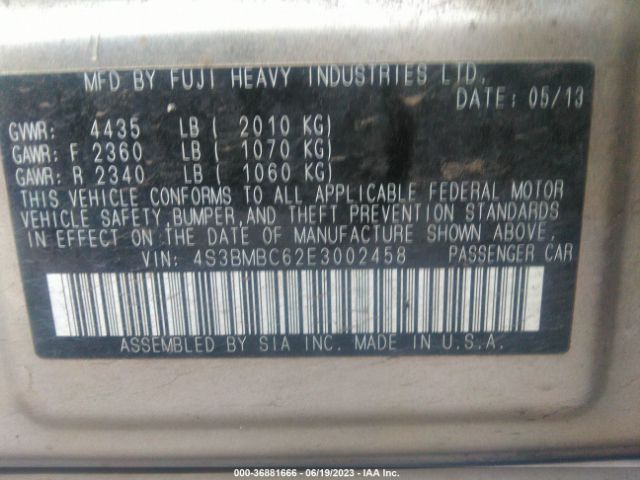 MFD BY FUJI HEAVY INDUSTRIES LTD.
DATE: 05/13
GVWR: 4435 LB ( 2010 KG)
GAWR: F 2360 LB ( 1070 KG)
GAWR: R 2340 LB ( 1060 KG)
THIS VEHICLE CONFORMS TO ALL APPLICABLE FEDERAL MOTOR
VEHICLE SAFETY, BUMPER, AND THEFT PREVENTION STANDARDS
IN EFFECT ON THE DATE OF MANUFACTURE SHOWN ABOVE.
VIN: 4S3BMBC62E3002458 PASSENGER CAR
ASSEMBLED BY SIA INC. MADE IN U.S.A.
000-36881666 - 06/19/2023 - IAA Inc.